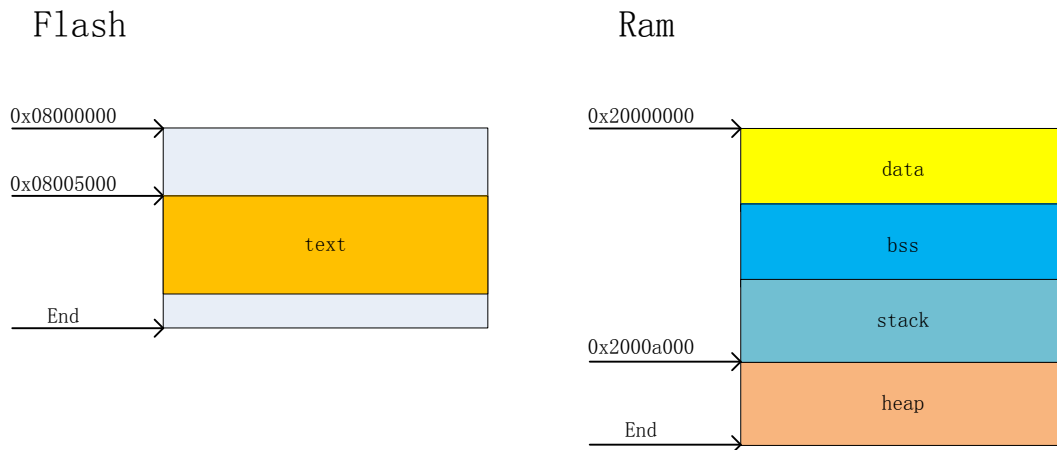 Flash
0x08000000
0x08005000
text
End
Ram
0x20000000
data
bss
stack
0x2000a000
heap
End